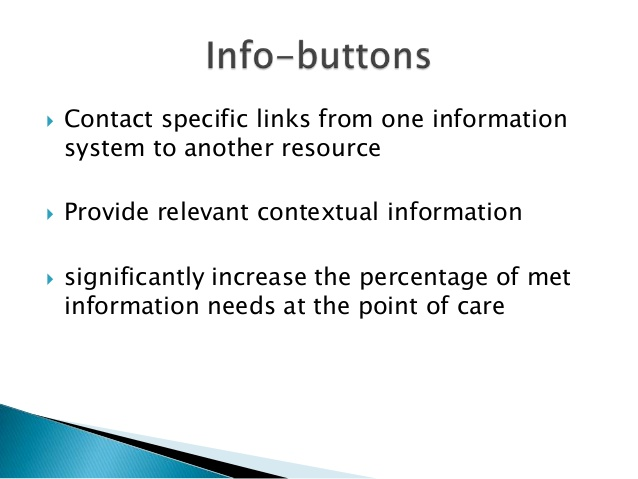 Info-buttons
Contact specific links from one information
system to another resource
Provide relevant contextual information
significantly increase the percentage of met
information needs at the point of care